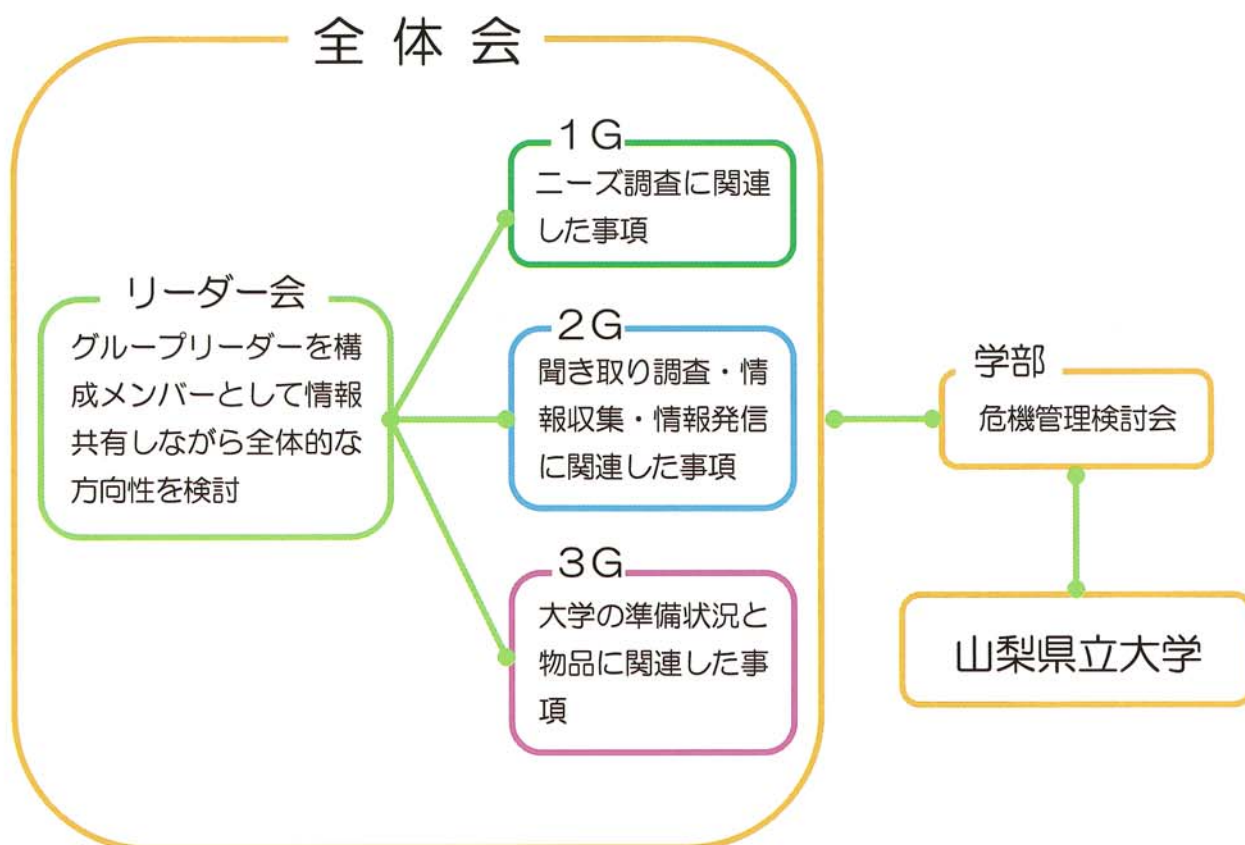 全体会
リーダー会
グループリーダーを構
成メンバーとして情報
共有しながら全体的な
方向性を検討
1G
ニーズ調査に関連
した事項
2G
聞き取り調査・情
報収集・情報発信
に関連した事項
3G
大学の準備状況と
物品に関連した事
項
学部
危機管理検討会
山梨県立大学